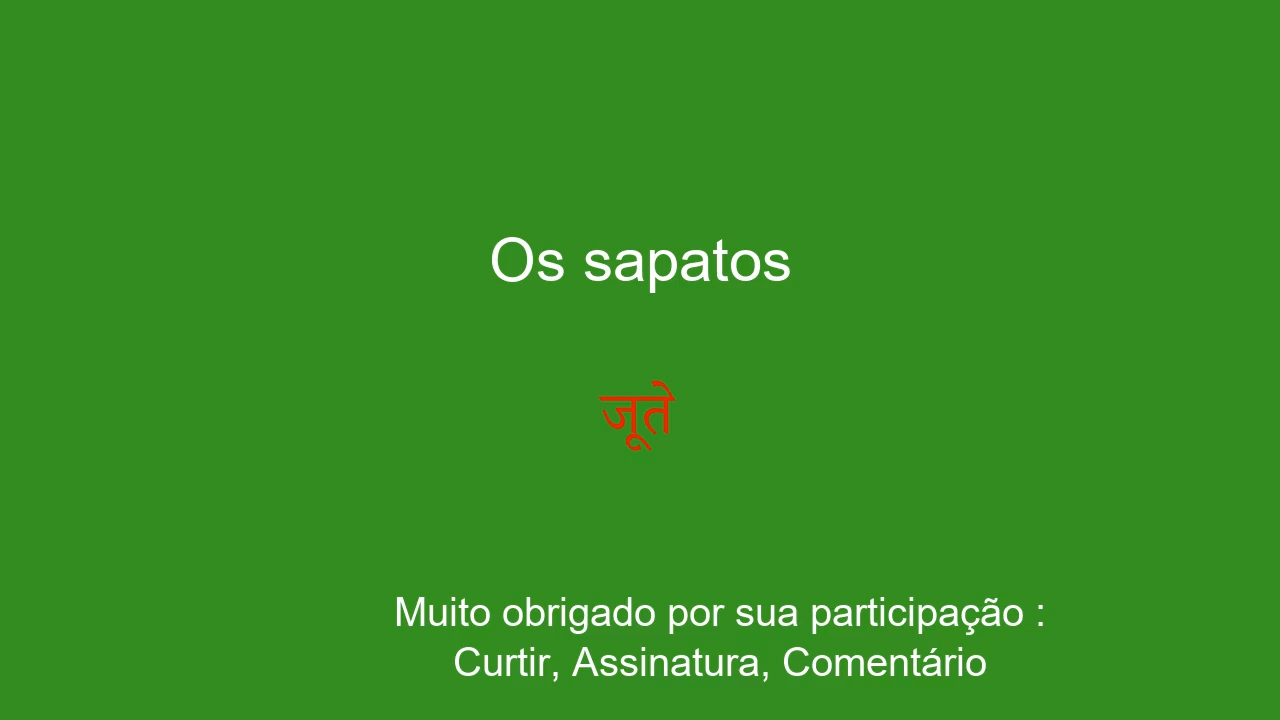 Os sapatos
जूते
Muito obrigado por sua participação :
Curtir, Assinatura, Comentário